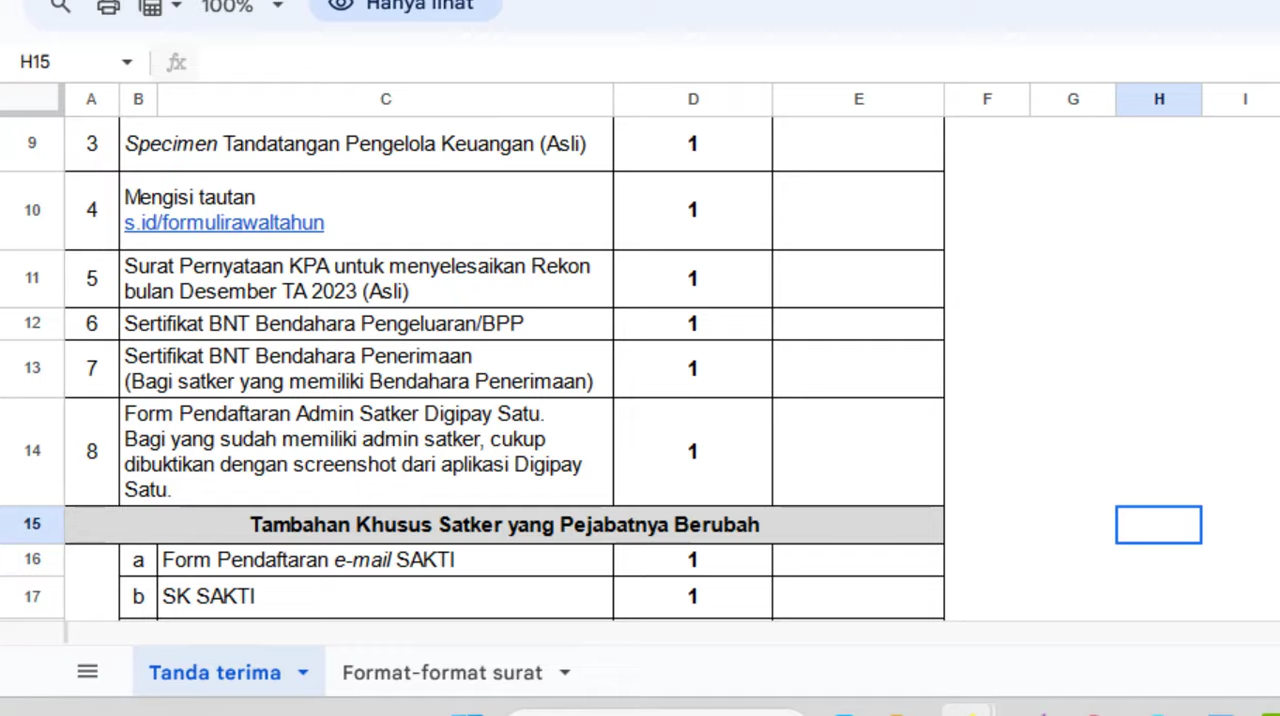 100%
Hanya lihat
H15
fx
A B C D E F G H I
9 3 Specimen Tandatangan Pengelola Keuangan (Asli) 1
10 4 Mengisi tautan
s.id/formulirawaltahun 1
11 5 Surat Pernyataan KPA untuk menyelesaikan Rekon
bulan Desember TA 2023 (Asli) 1
12 6 Sertifikat BNT Bendahara Pengeluaran/BPP 1
13 7 Sertifikat BNT Bendahara Penerimaan
(Bagi satker yang memiliki Bendahara Penerimaan) 1
14 8 Form Pendaftaran Admin Satker Digipay Satu.
Bagi yang sudah memiliki admin satker, cukup
dibuktikan dengan screenshot dari aplikasi Digipay
Satu. 1
15 Tambahan Khusus Satker yang Pejabatnya Berubah
16 a Form Pendaftaran e-mail SAKTI 1
17 b SK SAKTI 1
Tanda terima
Format-format surat